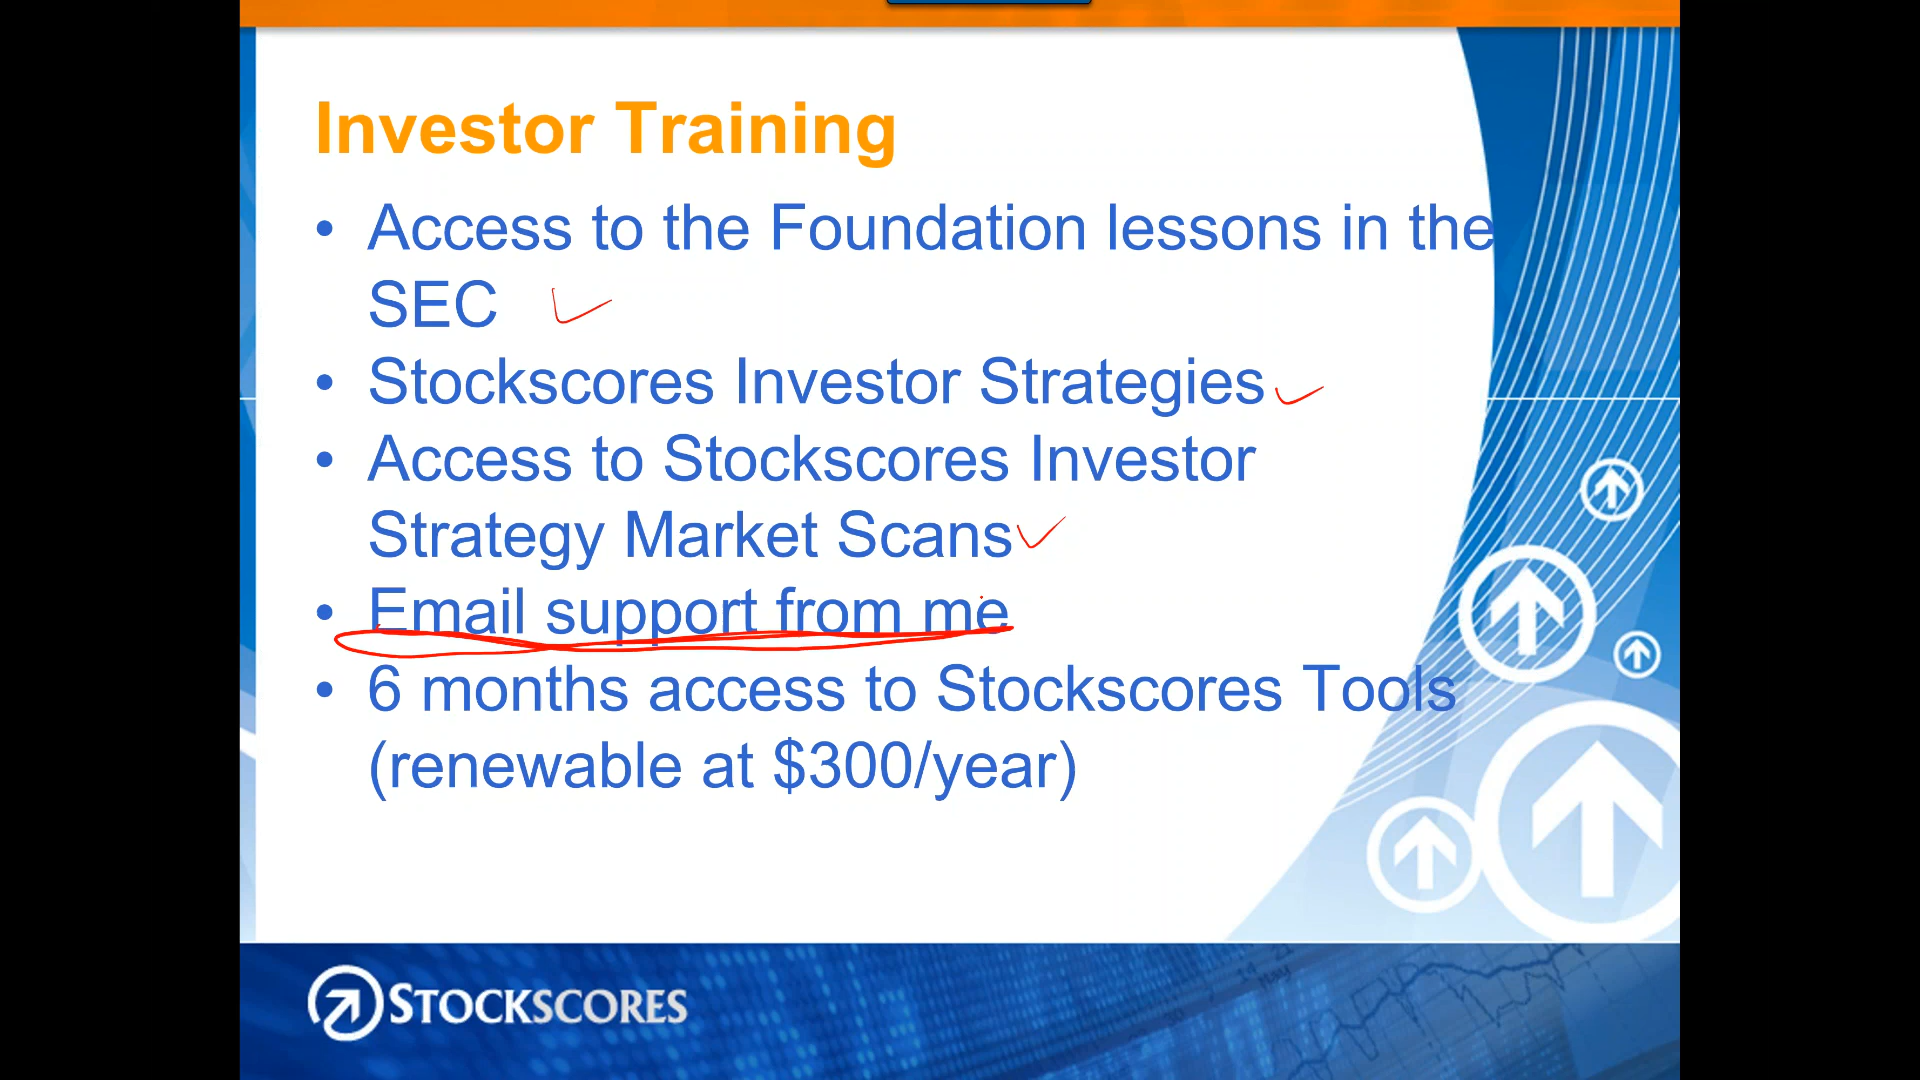 Investor Training
• Access to the Foundation lessons in the
SEC
• Stockscores Investor Strategies
• Access to Stockscores Investor
Strategy Market Scans
• Email support from me
• 6 months access to Stockscores Tools
(renewable at $300/year)
STOCKSCORES